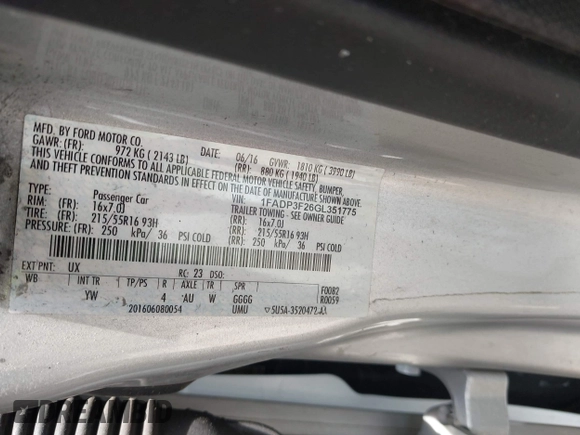 MFD. BY FORD MOTOR CO.
DATE: 06/16 GVWR: 1810 KG ( 3990 LB)
GAWR: (FR): 972 KG ( 2143 LB) (RR): 880 KG ( 1940 LB)
THIS VEHICLE CONFORMS TO ALL APPLICABLE FEDERAL MOTOR VEHICLE SAFETY, BUMPER,
AND THEFT PREVENTION STANDARDS IN EFFECT ON THE DATE OF MANUFACTURE SHOWN ABOVE.
VIN: 1FADP3F26GL351775
TYPE: Passenger Car TRAILER TOWING - SEE OWNER GUIDE
RIM: (FR) 16x7.0J (RR): 16x7.0J
TIRE: (FR) 215/55R16 93H (RR): 215/55R16 93H
PRESSURE: (FR) 250 kPa/ 36 PSI COLD (RR): 250 kPa/ 36 PSI COLD
EXT PNT: UX RC: 23 DSO:
WB INT TR TP/PS R AXLE TR SPR F0082
YW 4 AU W GGGG R0059
201606080054 UMU SU5A-3520472-AA